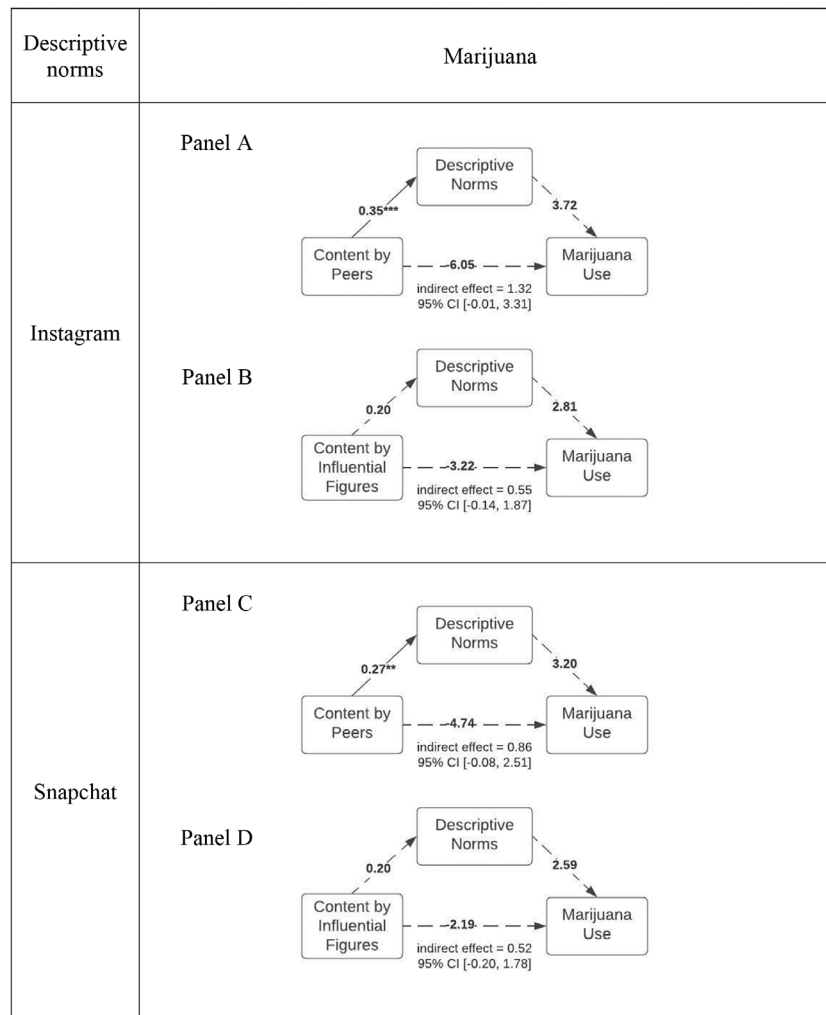 Descriptive
norms
Marijuana
Instagram
Panel A
Descriptive
Norms
0.35***
3.72
Content by
Peers
-6.05
Marijuana
Use
indirect effect = 1.32
95% CI [-0.01, 3.31]
Panel B
Descriptive
Norms
0.20
2.81
Content by
Influential
Figures
-3.22
Marijuana
Use
indirect effect = 0.55
95% CI [-0.14, 1.87]
Snapchat
Panel C
Descriptive
Norms
0.27**
3.20
Content by
Peers
-4.74
Marijuana
Use
indirect effect = 0.86
95% CI [-0.08, 2.51]
Panel D
Descriptive
Norms
0.20
2.59
Content by
Influential
Figures
-2.19
Marijuana
Use
indirect effect = 0.52
95% CI [-0.20, 1.78]